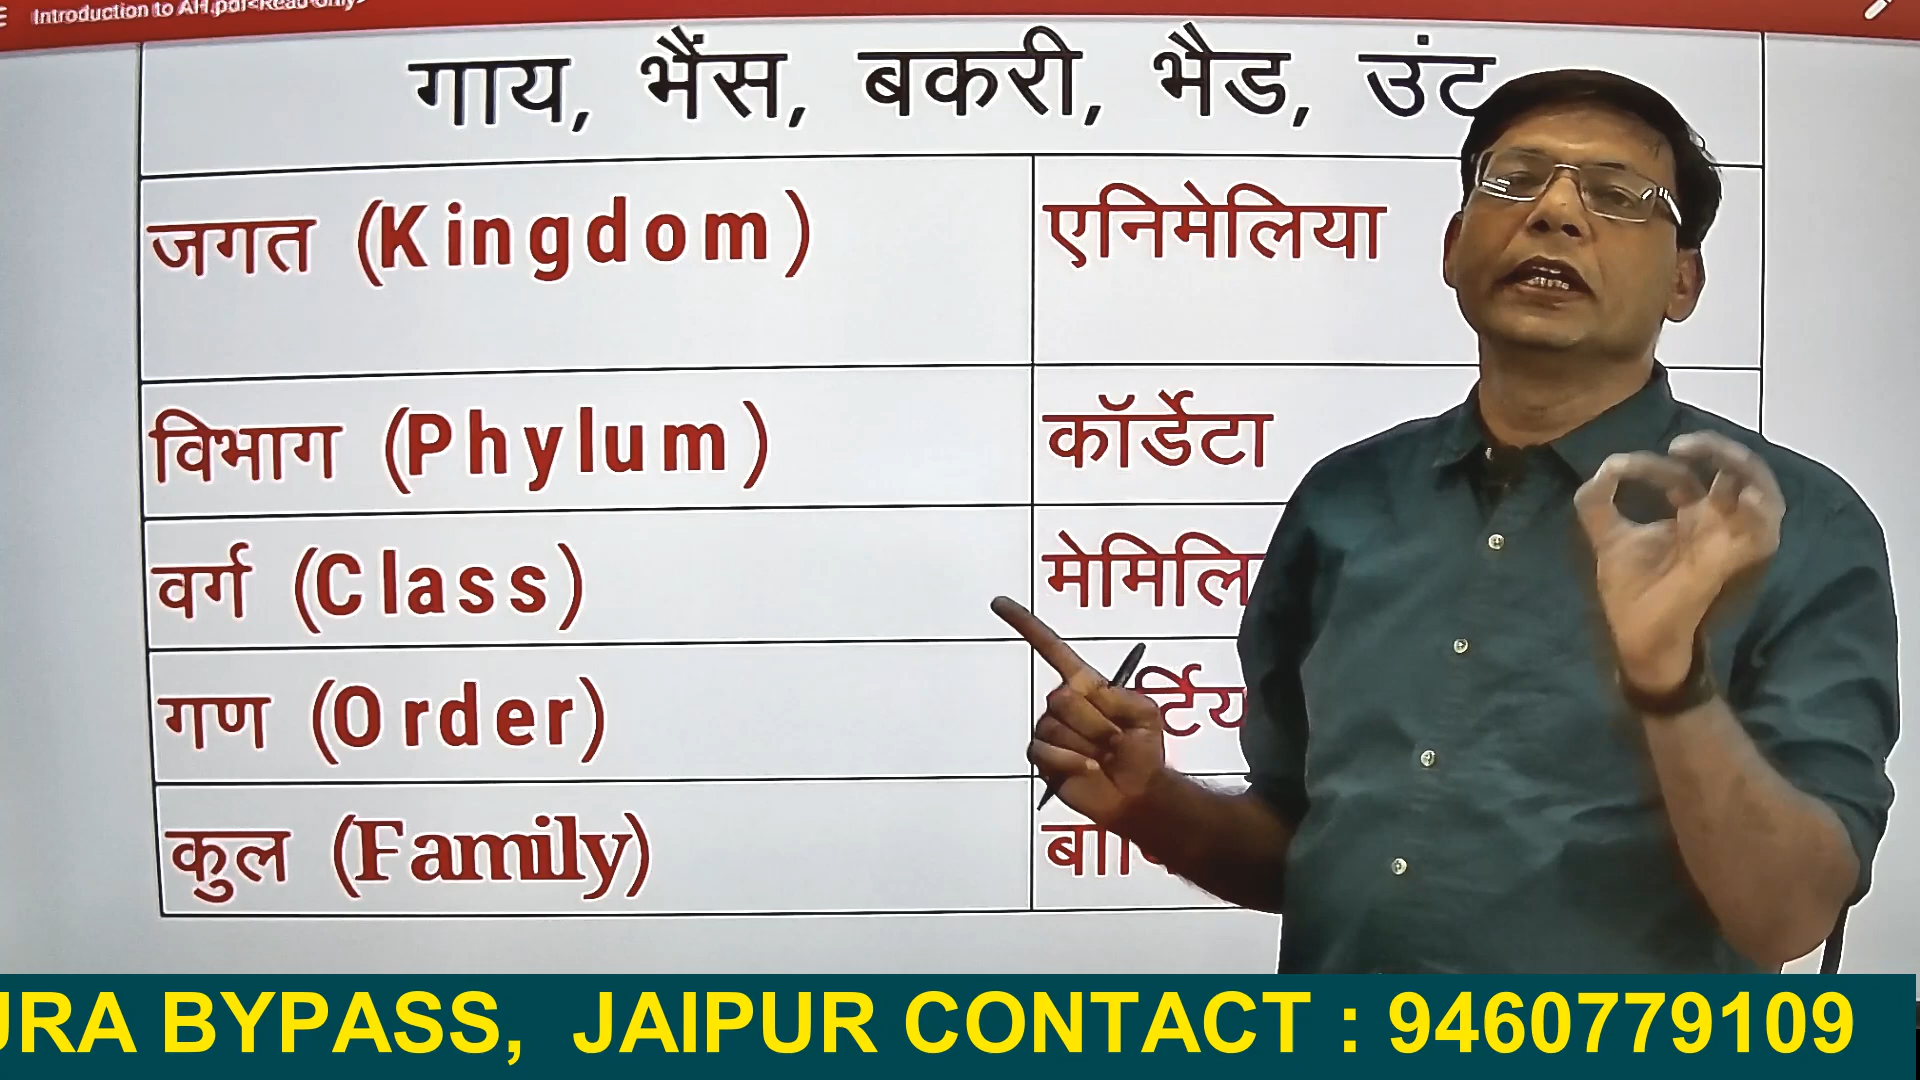 Introduction to AH.pdf<Read-only>
गाय, भैंस, बकरी, भैड, उंट
जगत (Kingdom) एनिमेलिया
विभाग (Phylum) कॉर्डेटा
वर्ग (Class)
गण (Order)
कुल (Family)
BYPASS, JAIPUR CONTACT : 9460779109